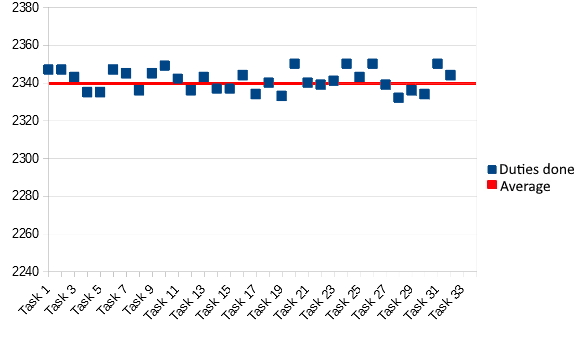 2380
2360
2340
2320
2300
2280
2260
2240
Task 1
Task 3
Task 5
Task 7
Task 9
Task 11
Task 13
Task 15
Task 17
Task 19
Task 21
Task 23
Task 25
Task 27
Task 29
Task 31
Task 33
Duties done
Average